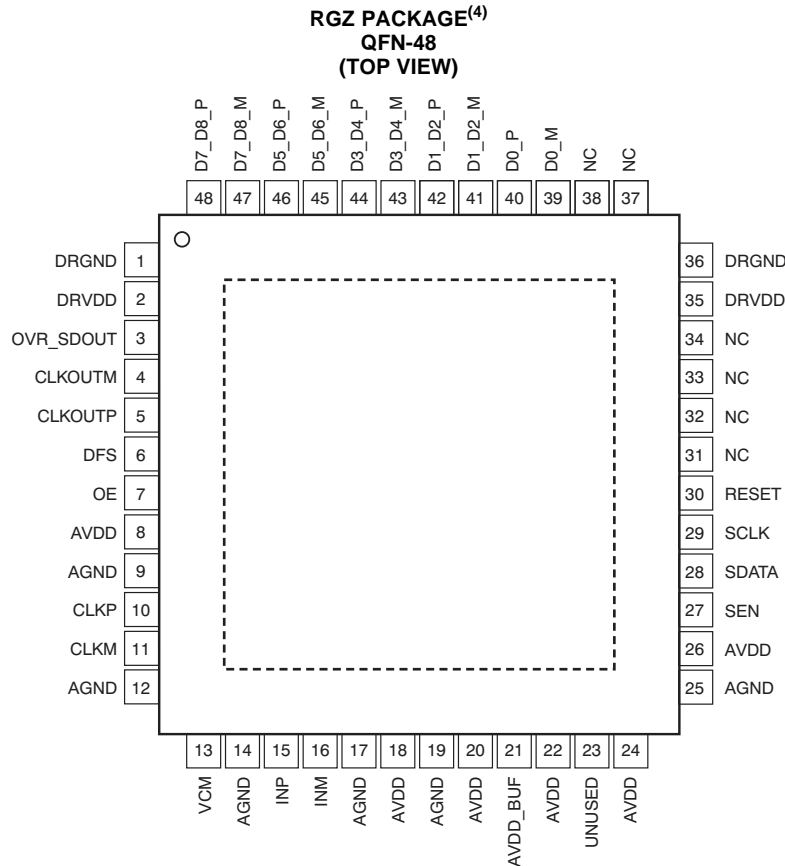 RGZ PACKAGE(4)
QFN-48
(TOP VIEW)
D7_D8_P
D7_D8_M
D5_D6_P
D5_D6_M
D3_D4_P
D3_D4_M
D1_D2_P
D1_D2_M
D0_P
D0_M
NC
NC
48 47 46 45 44 43 42 41 40 39 38 37
DRGND 1
DRVDD 2
OVR_SDOUT 3
CLKOUTM 4
CLKOUTP 5
DFS 6
OE 7
AVDD 8
AGND 9
CLKP 10
CLKM 11
AGND 12
36 DRGND
35 DRVDD
34 NC
33 NC
32 NC
31 NC
30 RESET
29 SCLK
28 SDATA
27 SEN
26 AVDD
25 AGND
13 14 15 16 17 18 19 20 21 22 23 24
VCM
AGND
INP
INM
AGND
AVDD
AGND
AVDD
AVDD_BUF
AVDD
UNUSED
AVDD